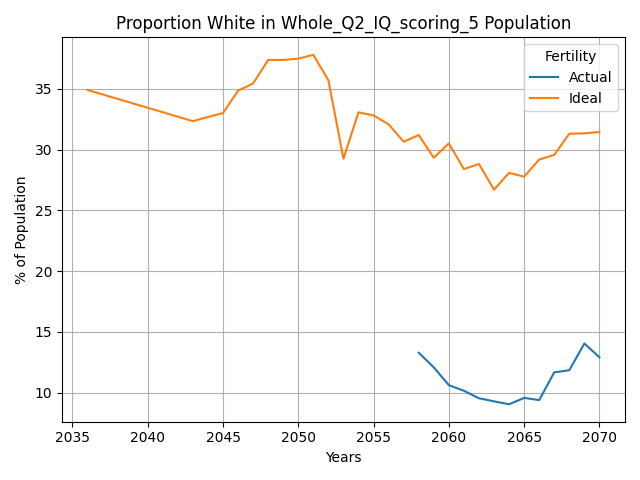 Proportion White in Whole_Q2_IQ_scoring_5 Population
Fertility
Actual
Ideal
% of Population
35
30
25
20
15
10
2035 2040 2045 2050 2055 2060 2065 2070
Years